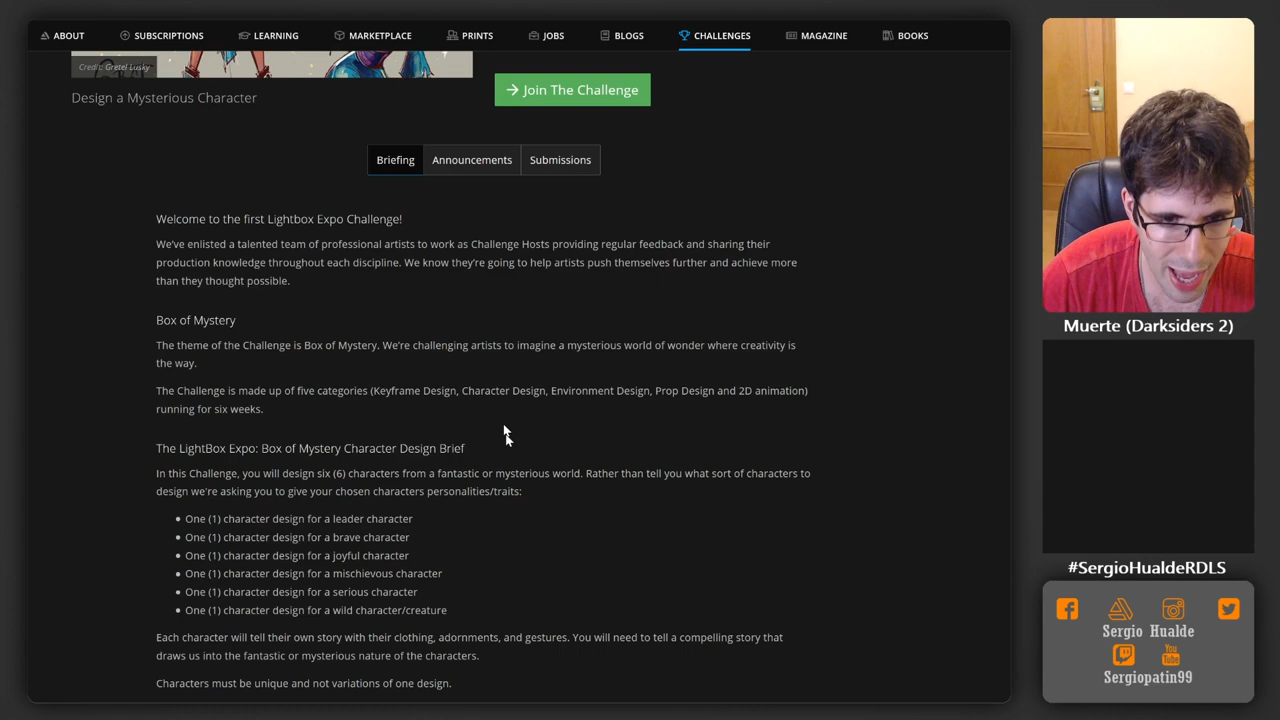 ABOUT SUBSCRIPTIONS LEARNING MARKETPLACE PRINTS JOBS BLOGS CHALLENGES MAGAZINE BOOKS
Credit: Gretel Lusky
Design a Mysterious Character
Join The Challenge
Briefing Announcements Submissions
Welcome to the first Lightbox Expo Challenge!
We've enlisted a talented team of professional artists to work as Challenge Hosts providing regular feedback and sharing their
production knowledge throughout each discipline. We know they're going to help artists push themselves further and achieve more
than they thought possible.
Box of Mystery
The theme of the Challenge is Box of Mystery. We're challenging artists to imagine a mysterious world of wonder where creativity is
the way.
The Challenge is made up of five categories (Keyframe Design, Character Design, Environment Design, Prop Design and 2D animation)
running for six weeks.
The LightBox Expo: Box of Mystery Character Design Brief
In this Challenge, you will design six (6) characters from a fantastic or mysterious world. Rather than tell you what sort of characters to
design we're asking you to give your chosen characters personalities/traits:
One (1) character design for a leader character
One (1) character design for a brave character
One (1) character design for a joyful character
One (1) character design for a mischievous character
One (1) character design for a serious character
One (1) character design for a wild character/creature
Each character will tell their own story with their clothing, adornments, and gestures. You will need to tell a compelling story that
draws us into the fantastic or mysterious nature of the characters.
Characters must be unique and not variations of one design.
Muerte (Darksiders 2)
#SergioHualdeRDLS
Sergio Hualde
Sergiopatin99